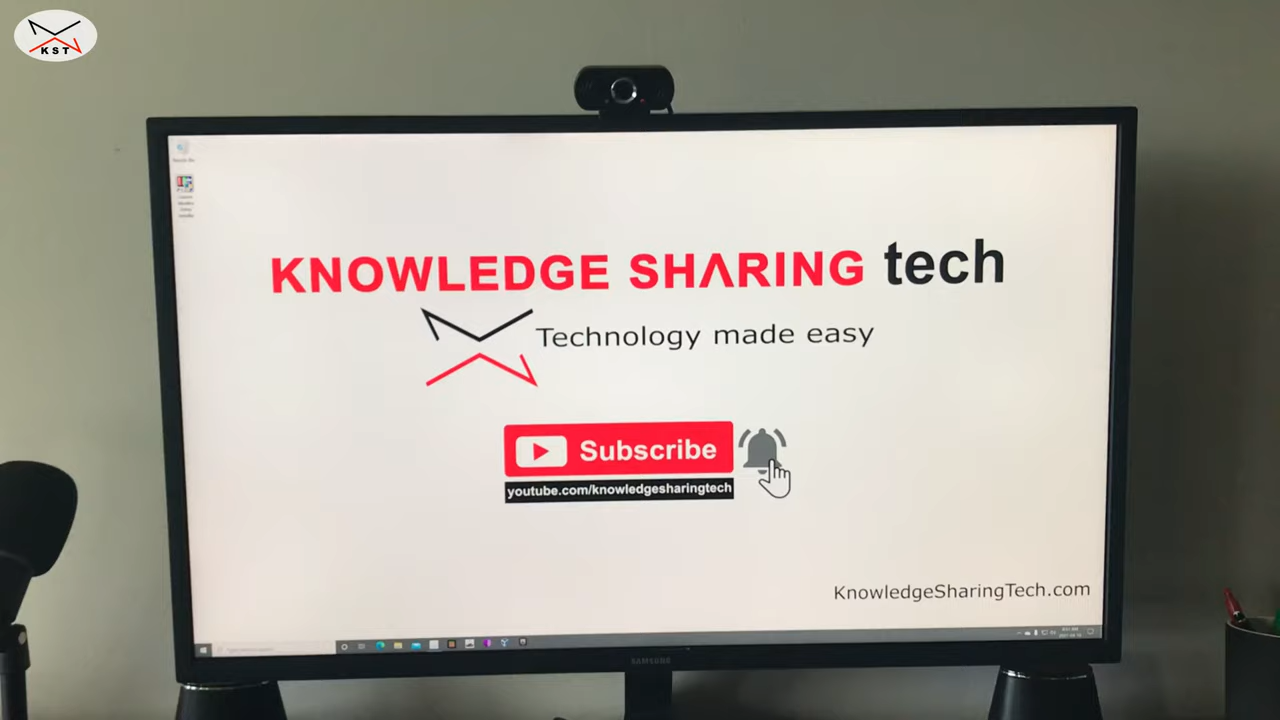 KST
KNOWLEDGE SHARING tech
Technology made easy
Subscribe
youtube.com/knowledgesharingtech
KnowledgeSharingTech.com
SAMSUNG